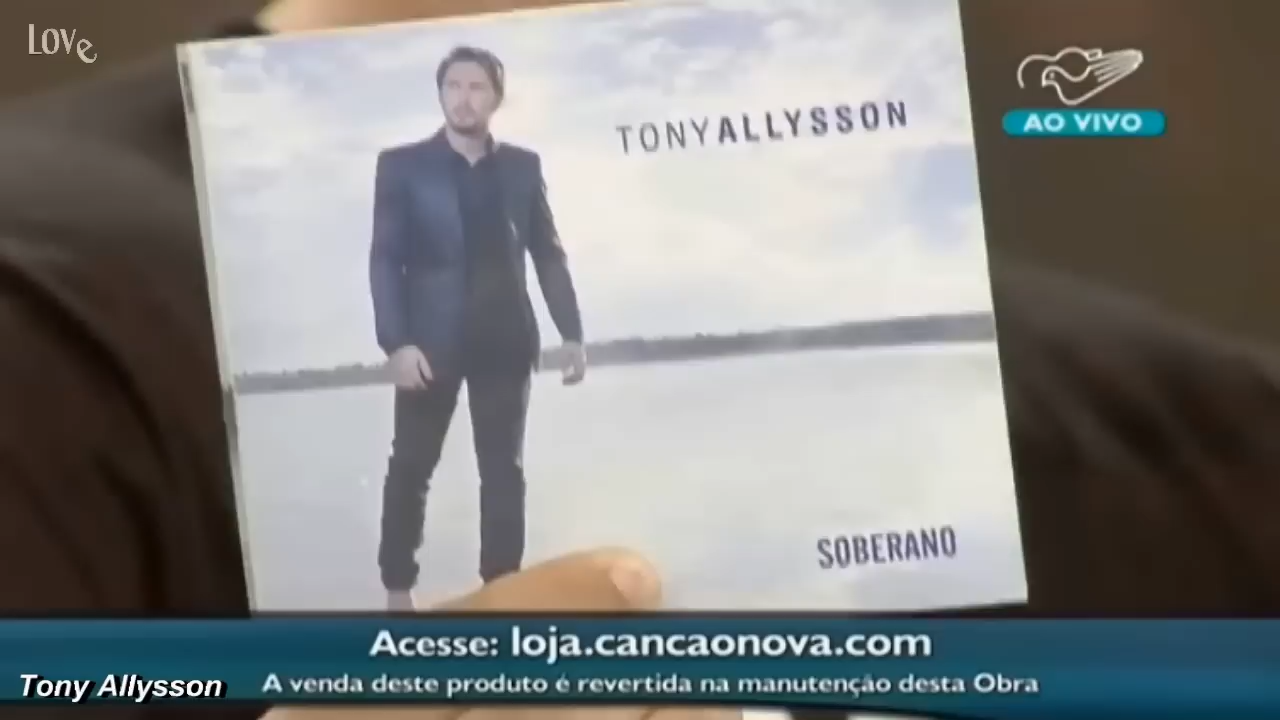 Love
TONYALLYSSON
AO VIVO
SOBERANO
Acesse: loja.cancaonova.com
Tony Allysson
A venda deste produto é revertida na manutenção desta Obra